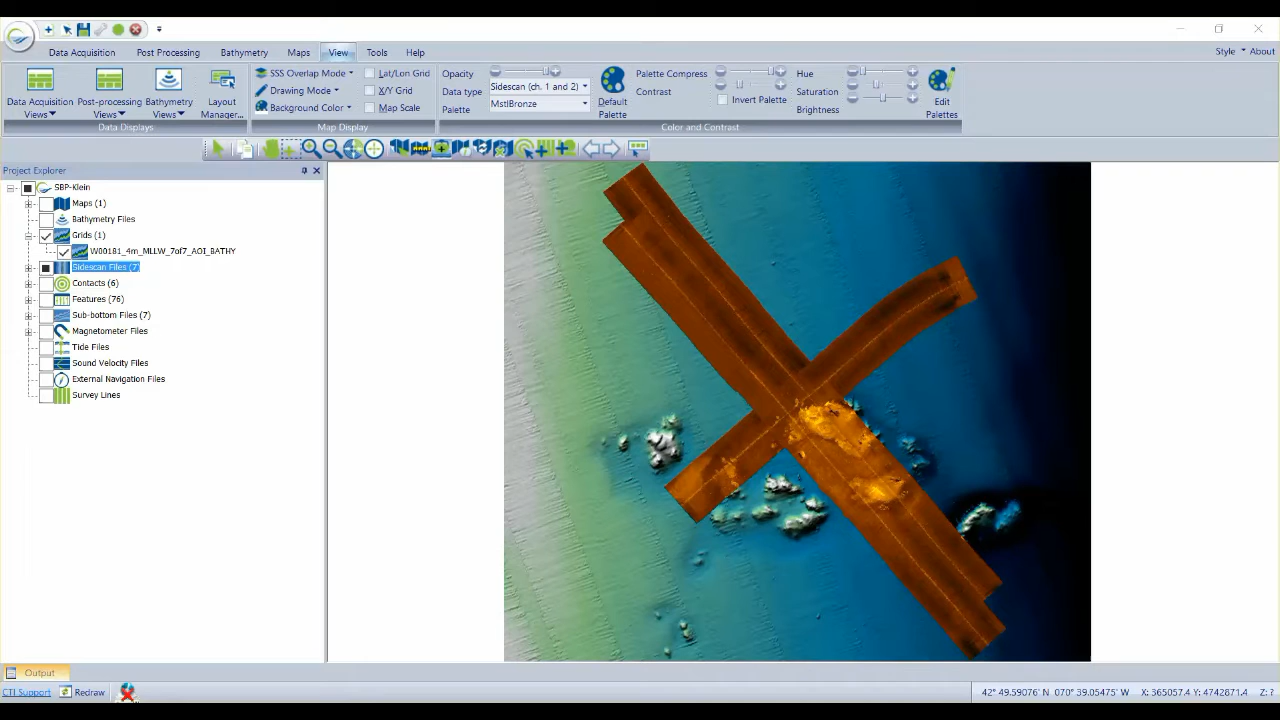 Data Acquisition Post Processing Bathymetry Maps View Tools Help Style About
SSS Overlap Mode Lat/Lon Grid Opacity Palette Compress Hue
Drawing Mode X/Y Grid Data type Sidescan (ch. 1 and 2) Contrast Saturation
Data Acquisition Views Post-processing Views Bathymetry Views Layout Manager... Background Color Map Scale Palette MstlBronze Default Palette Invert Palette Brightness Edit Palettes
Data Displays Map Display Color and Contrast
Project Explorer
SBP-Klein
Maps (1)
Bathymetry Files
Grids (1)
W00181_4m_MLLW_7of7_AOI_BATHY
Sidescan Files (7)
Contacts (6)
Features (76)
Sub-bottom Files (7)
Magnetometer Files
Tide Files
Sound Velocity Files
External Navigation Files
Survey Lines
Output
CTI Support Redraw 42° 49.59076' N 070° 39.05475' W X: 365057.4 Y: 4742871.4 Z: ?